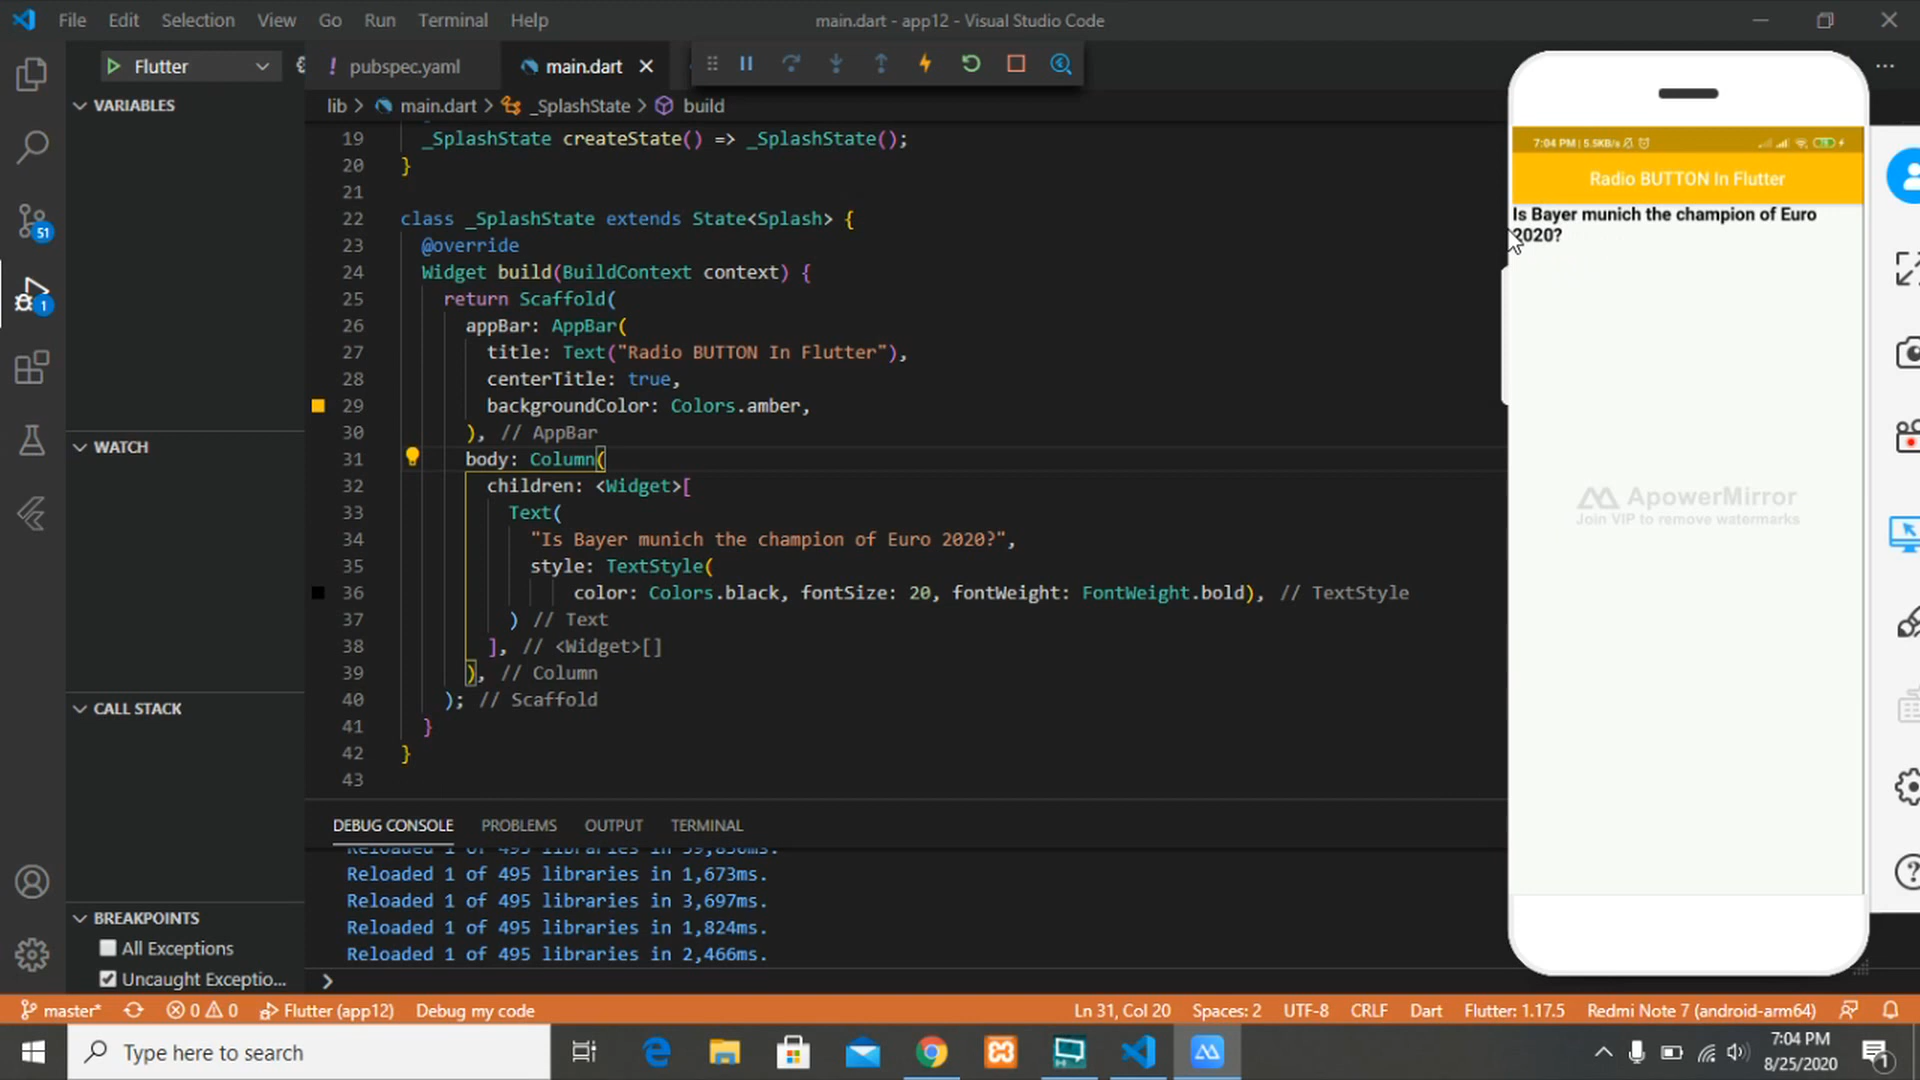 File Edit Selection View Go Run Terminal Help
main.dart - app12 - Visual Studio Code
Flutter
pubspec.yaml
main.dart
VARIABLES
lib > main.dart > _SplashState > build
19 _SplashState createState() => _SplashState();
20 }
21
22 class _SplashState extends State<Splash> {
23 @override
24 Widget build(BuildContext context) {
25 return Scaffold(
26 appBar: AppBar(
27 title: Text("Radio BUTTON In Flutter"),
28 centerTitle: true,
29 backgroundColor: Colors.amber,
30 ), // AppBar
31 body: Column(
32 children: <Widget>[
33 Text(
34 "Is Bayer munich the champion of Euro 2020?",
35 style: TextStyle(
36 color: Colors.black, fontSize: 20, fontWeight: FontWeight.bold), // TextStyle
37 ) // Text
38 ], // <Widget>[]
39 ), // Column
40 ); // Scaffold
41 }
42 }
43
WATCH
CALL STACK
BREAKPOINTS
All Exceptions
Uncaught Exceptio...
51
1
DEBUG CONSOLE PROBLEMS OUTPUT TERMINAL
Reloaded 1 of 495 libraries in 1,673ms.
Reloaded 1 of 495 libraries in 3,697ms.
Reloaded 1 of 495 libraries in 1,824ms.
Reloaded 1 of 495 libraries in 2,466ms.
7:04 PM | 5.5KB/s
Radio BUTTON In Flutter
Is Bayer munich the champion of Euro
2020?
ApowerMirror
Join VIP to remove watermarks
master* 0 0 Flutter (app12) Debug my code
Ln 31, Col 20 Spaces: 2 UTF-8 CRLF Dart Flutter: 1.17.5 Redmi Note 7 (android-arm64)
Type here to search
7:04 PM
8/25/2020
1